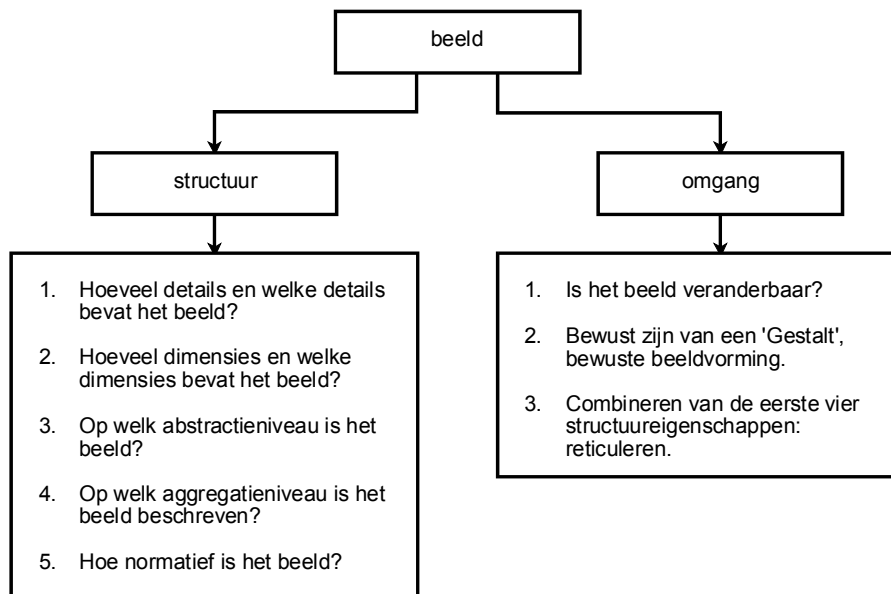 beeld
structuur
omgang
1. Hoeveel details en welke details
bevat het beeld?
2. Hoeveel dimensies en welke
dimensies bevat het beeld?
3. Op welk abstractieniveau is het
beeld?
4. Op welk aggregatieniveau is het
beeld beschreven?
5. Hoe normatief is het beeld?
1. Is het beeld veranderbaar?
2. Bewust zijn van een 'Gestalt',
bewuste beeldvorming.
3. Combineren van de eerste vier
structuureigenschappen:
reticuleren.